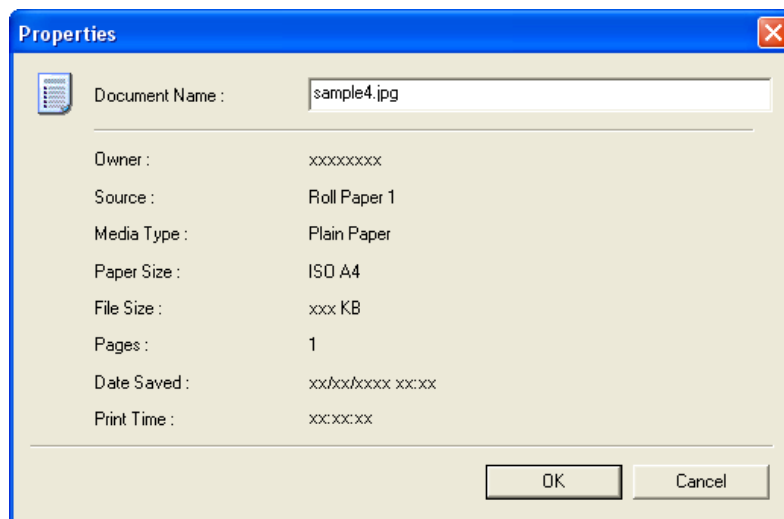 Properties
Document Name : sample4.jpg
Owner : xxxxxxxx
Source : Roll Paper 1
Media Type : Plain Paper
Paper Size : ISO A4
File Size : xxx KB
Pages : 1
Date Saved : xx/xx/xxxx xx:xx
Print Time : xx:xx:xx
OK Cancel